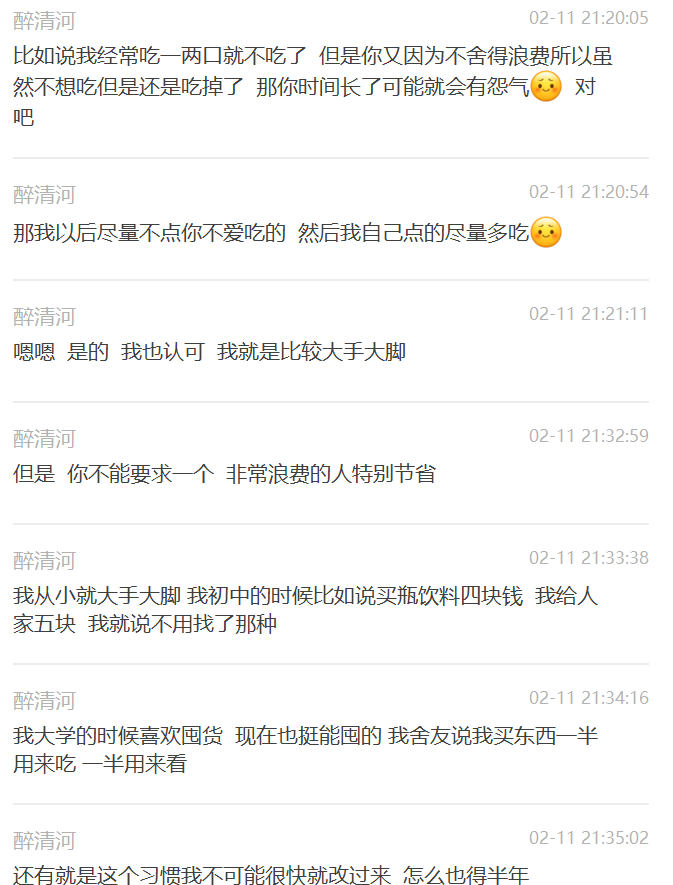 醉清河 02-11 21:20:05
比如说我经常吃一两口就不吃了 但是你又因为不舍得浪费所以虽
然不想吃但是还是吃掉了 那你时间长了可能就会有怨气 对
吧
醉清河 02-11 21:20:54
那我以后尽量不点你不爱吃的 然后我自己点的尽量多吃
醉清河 02-11 21:21:11
嗯嗯 是的 我也认可 我就是比较大手大脚
醉清河 02-11 21:32:59
但是 你不能要求一个 非常浪费的人特别节省
醉清河 02-11 21:33:38
我从小就大手大脚 我初中的时候比如说买瓶饮料四块钱 我给人
家五块 我就说不用找了那种
醉清河 02-11 21:34:16
我大学的时候喜欢囤货 现在也挺能囤的 我舍友说我买东西一半
用来吃 一半用来看
醉清河 02-11 21:35:02
还有就是这个习惯我不可能很快就改过来 怎么也得半年